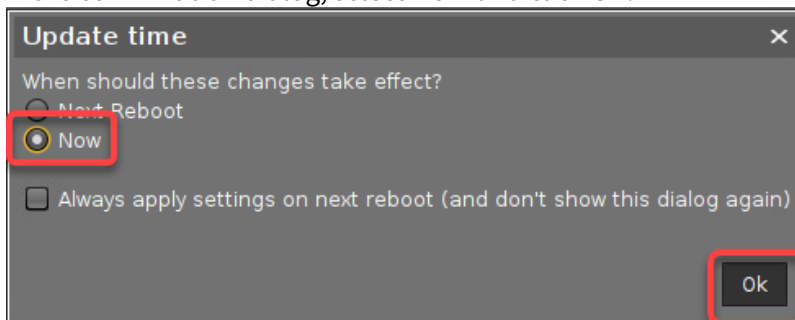 Update time
When should these changes take effect?
Next Reboot
Now
Always apply settings on next reboot (and don't show this dialog again)
Ok